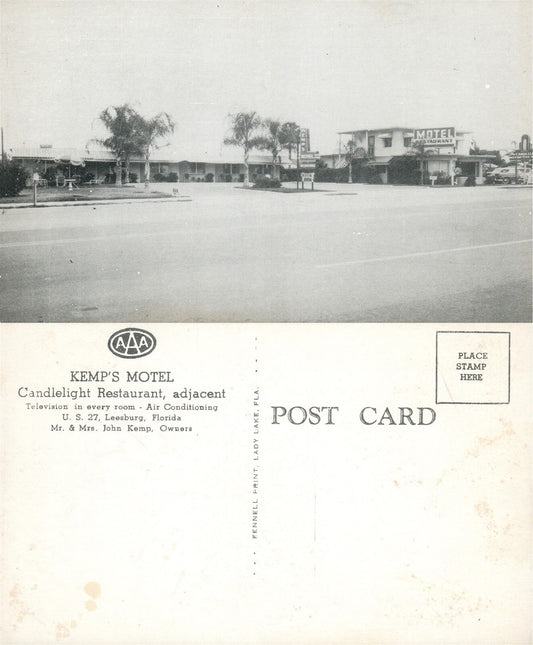 MOTEL
RESTAURANT
AAA
KEMP'S MOTEL
Candlelight Restaurant, adjacent
Television in every room - Air Conditioning
U. S. 27, Leesburg, Florida
Mr. & Mrs. John Kemp, Owners
FENNELL PRINT, LADY LAKE, FLA.
POST CARD
PLACE
STAMP
HERE